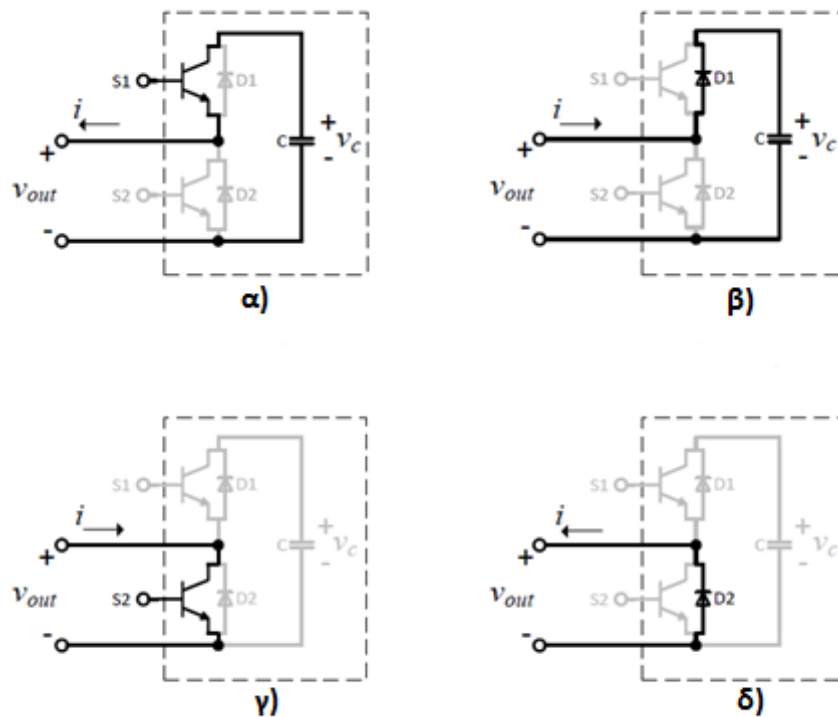 S1 D1
i
+ C + v_c
v_out -
S2 D2
-
α)
S1 D1
i
+ C + v_c
v_out -
S2 D2
-
β)
S1 D1
i
+ C + v_c
v_out -
S2 D2
-
γ)
S1 D1
i
+ C + v_c
v_out -
S2 D2
-
δ)